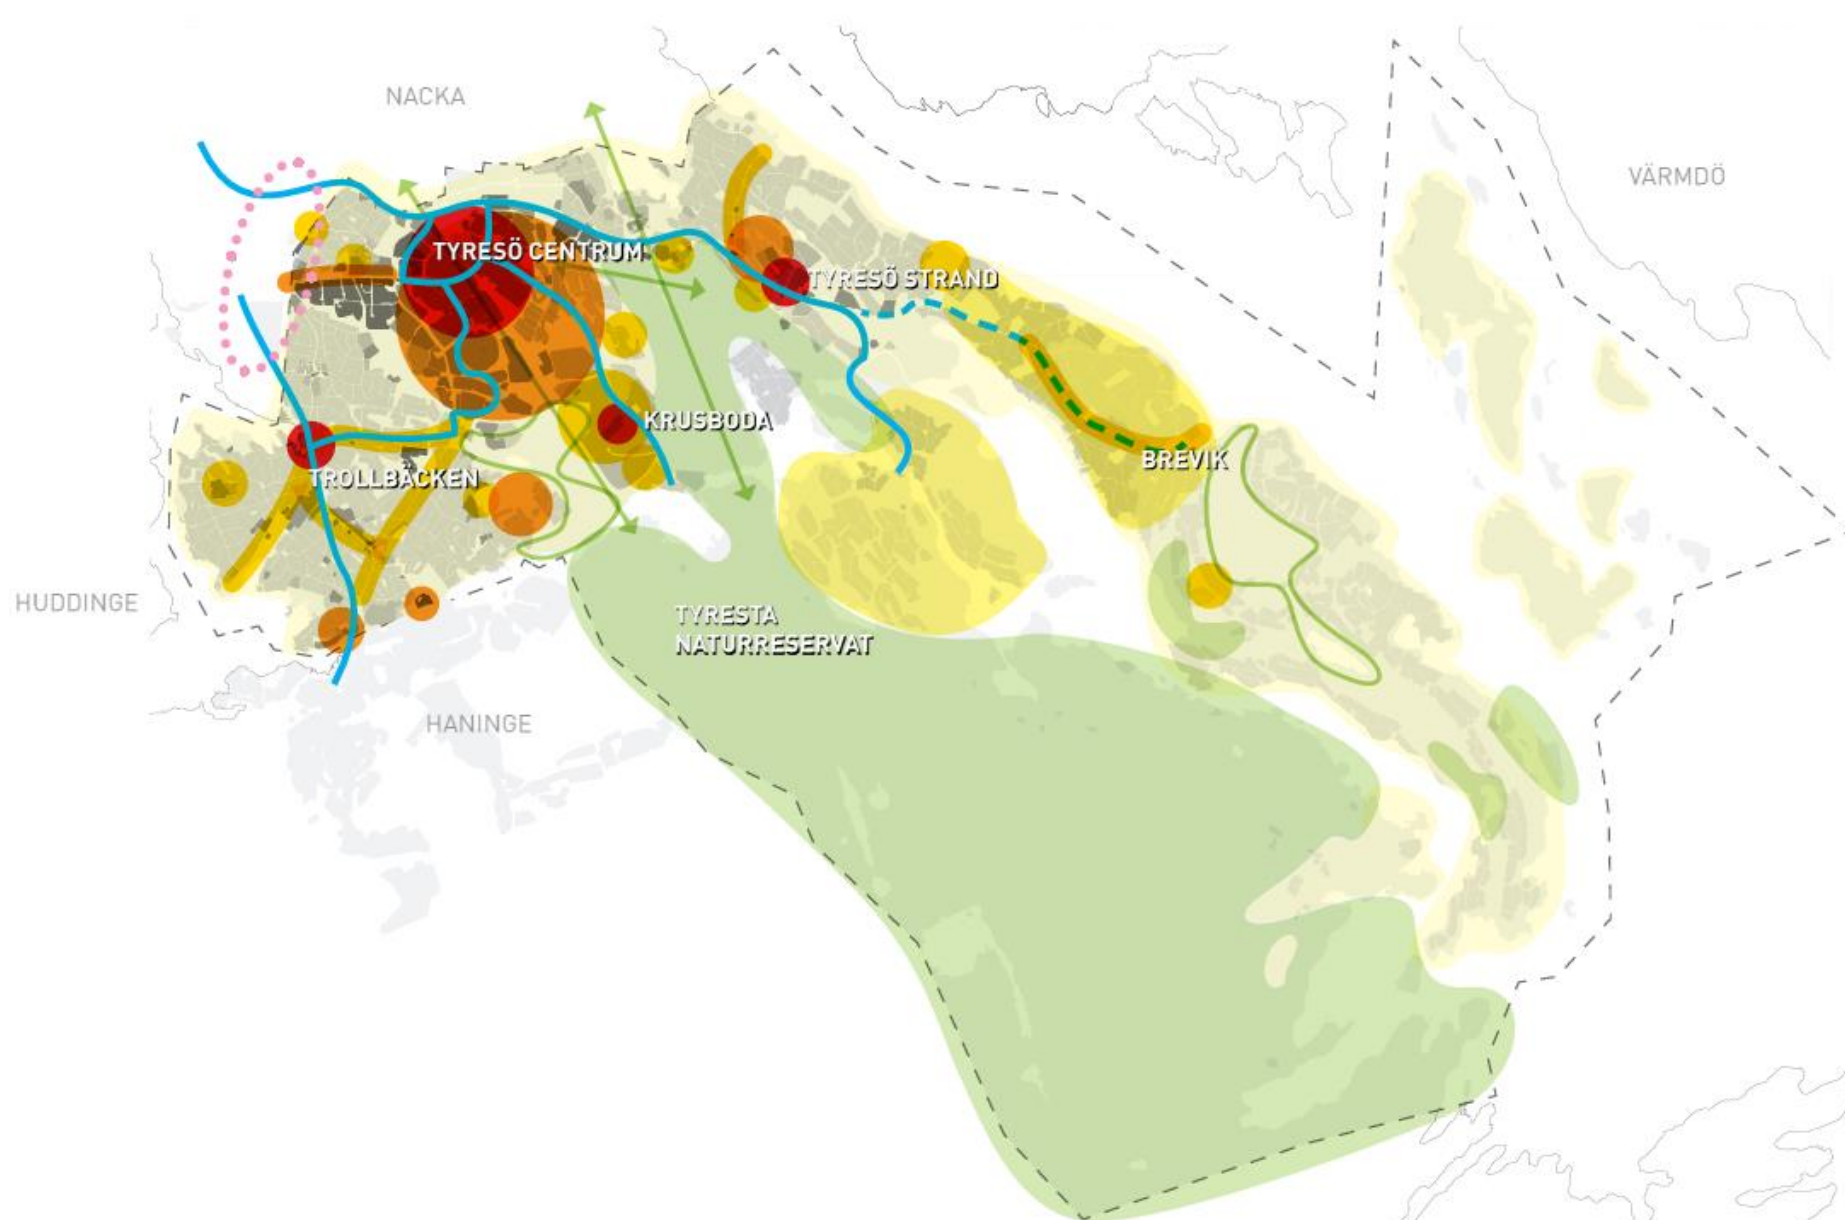 NACKA
VÄRMDÖ
TYRESÖ CENTRUM
TYRESÖ STRAND
KRUSBODA
BREVIK
TROLLBÄCKEN
HUDDINGE
TYRESTA
NATURRESERVAT
HANINGE